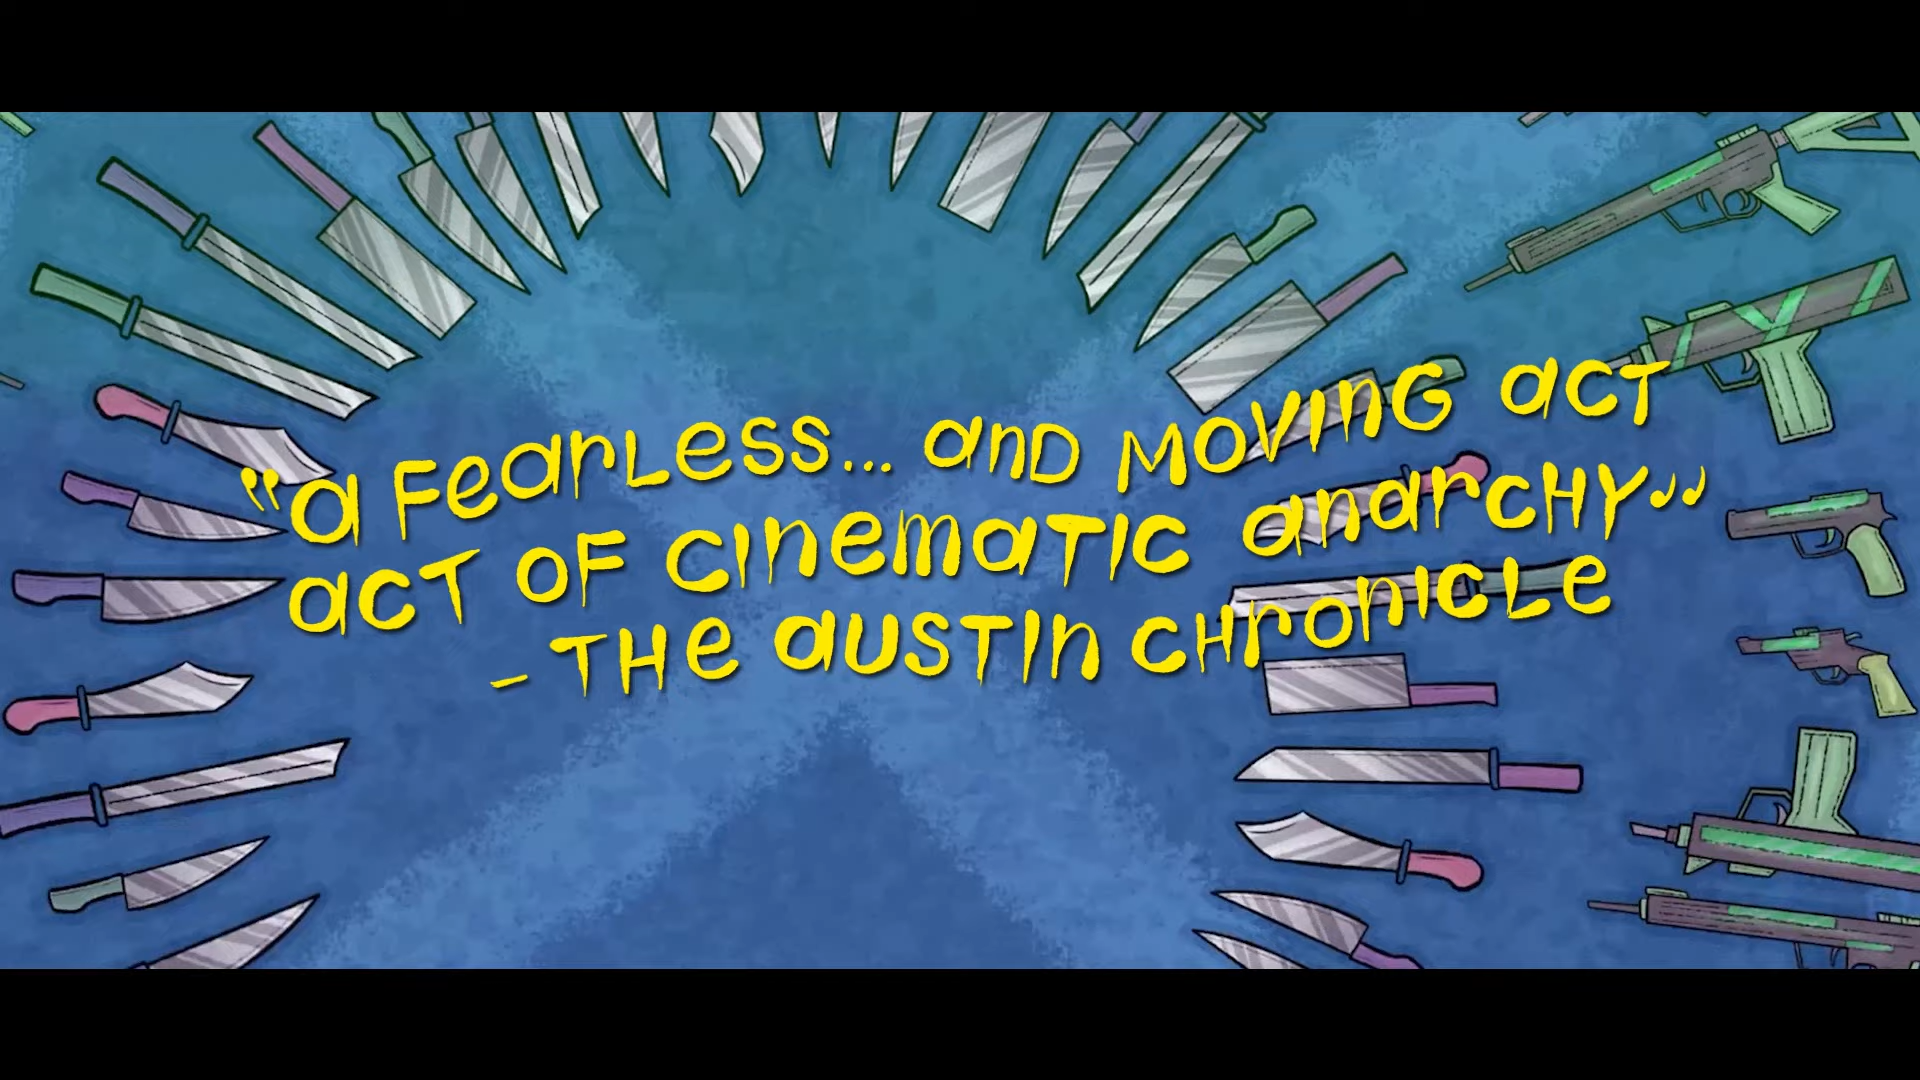 "A FEARLESS... AND MOVING ACT
ACT OF CINEMATIC ANARCHY"
- THE AUSTIN CHRONICLE